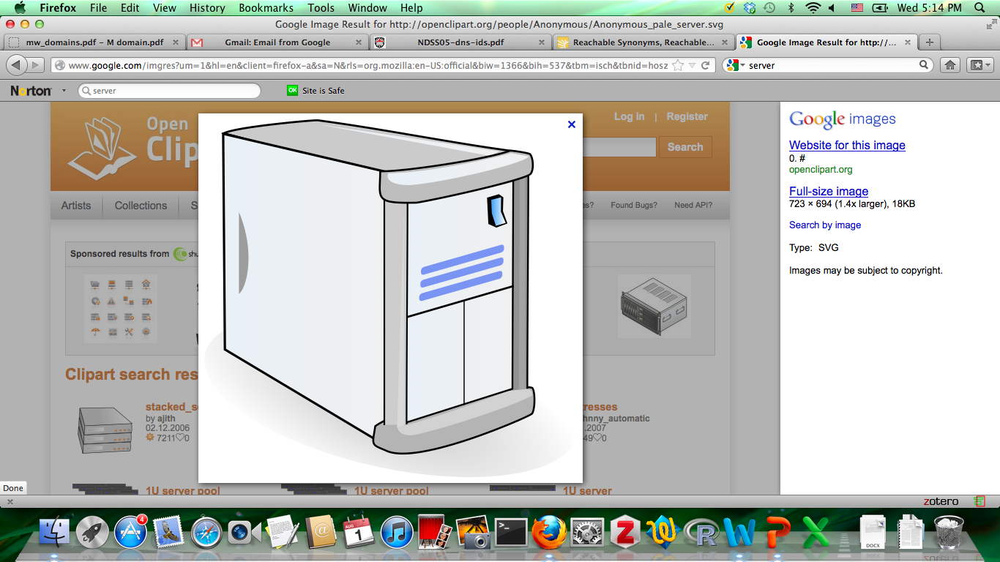 Firefox File Edit View History Bookmarks Tools Window Help Wed 5:14 PM
Google Image Result for http://openclipart.org/people/Anonymous/Anonymous_pale_server.svg
mw_domains.pdf – M domain.pdf Gmail: Email from Google NDSS05-dns-ids.pdf Reachable Synonyms, Reachable... Google Image Result for http://...
www.google.com/imgres?um=1&hl=en&client=firefox-a&sa=N&rls=org.mozilla:en-US:official&biw=1366&bih=537&tbm=isch&tbnid=hosz server
Norton server OK Site is Safe
Open
Clip
Log In | Register
Search
Artists Collections S es? Found Bugs? Need API?
Sponsored results from shu
Clipart search res
stacked_s
by ajith
02.12.2006
7211 0
tresses
hnny_automatic
.2007
49 0
1U server pool 1U server pool 1U server
Google images
Website for this image
0. #
openclipart.org
Full-size image
723 × 694 (1.4x larger), 18KB
Search by image
Type: SVG
Images may be subject to copyright.
Done
zotero
4
AUG
1
DOCX